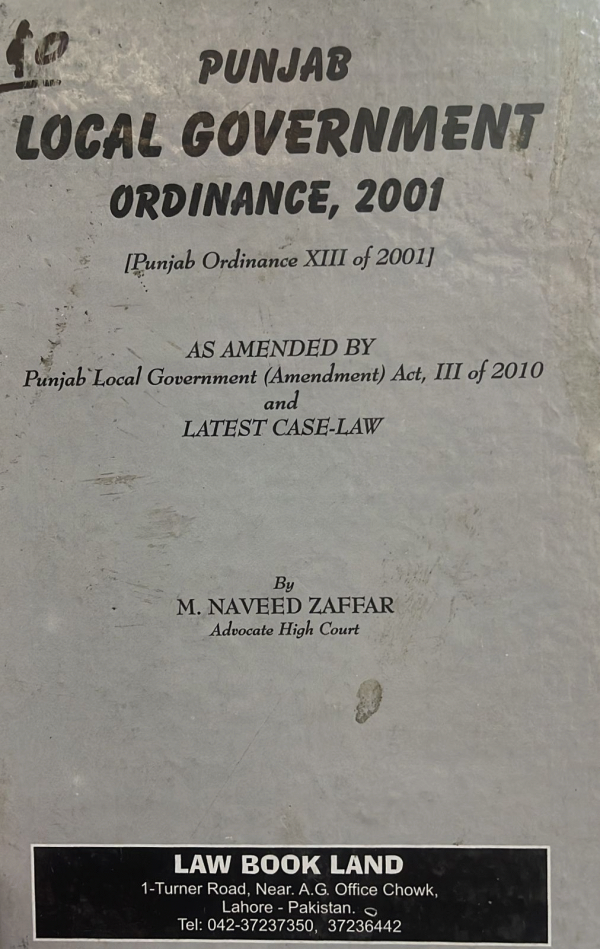 PUNJAB
LOCAL GOVERNMENT
ORDINANCE, 2001
[Punjab Ordinance XIII of 2001]
AS AMENDED BY
Punjab Local Government (Amendment) Act, III of 2010
and
LATEST CASE-LAW
By
M. NAVEED ZAFFAR
Advocate High Court
LAW BOOK LAND
1-Turner Road, Near. A.G. Office Chowk,
Lahore - Pakistan.
Tel: 042-37237350, 37236442